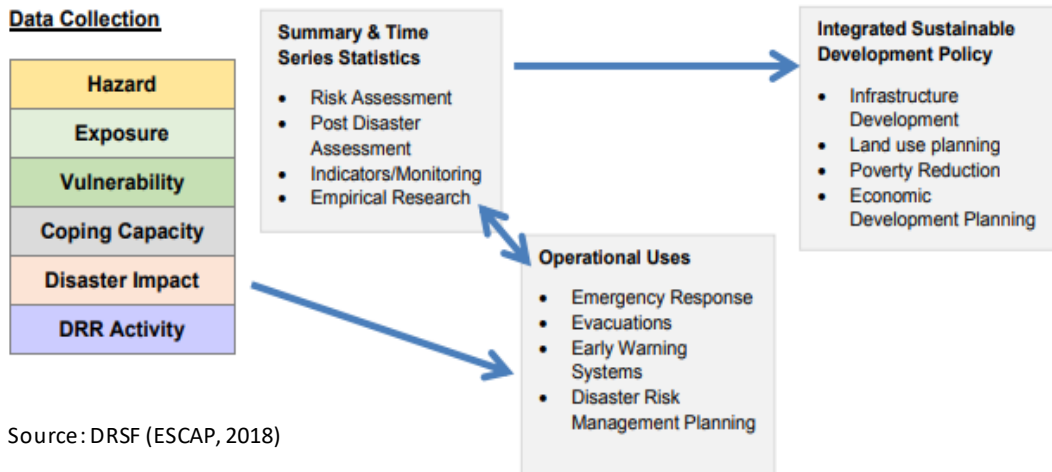 Data Collection
Hazard
Exposure
Vulnerability
Coping Capacity
Disaster Impact
DRR Activity
Summary & Time
Series Statistics
• Risk Assessment
• Post Disaster
Assessment
• Indicators/Monitoring
• Empirical Research
Operational Uses
• Emergency Response
• Evacuations
• Early Warning
Systems
• Disaster Risk
Management Planning
Integrated Sustainable
Development Policy
• Infrastructure
Development
• Land use planning
• Poverty Reduction
• Economic
Development Planning
Source: DRSF (ESCAP, 2018)